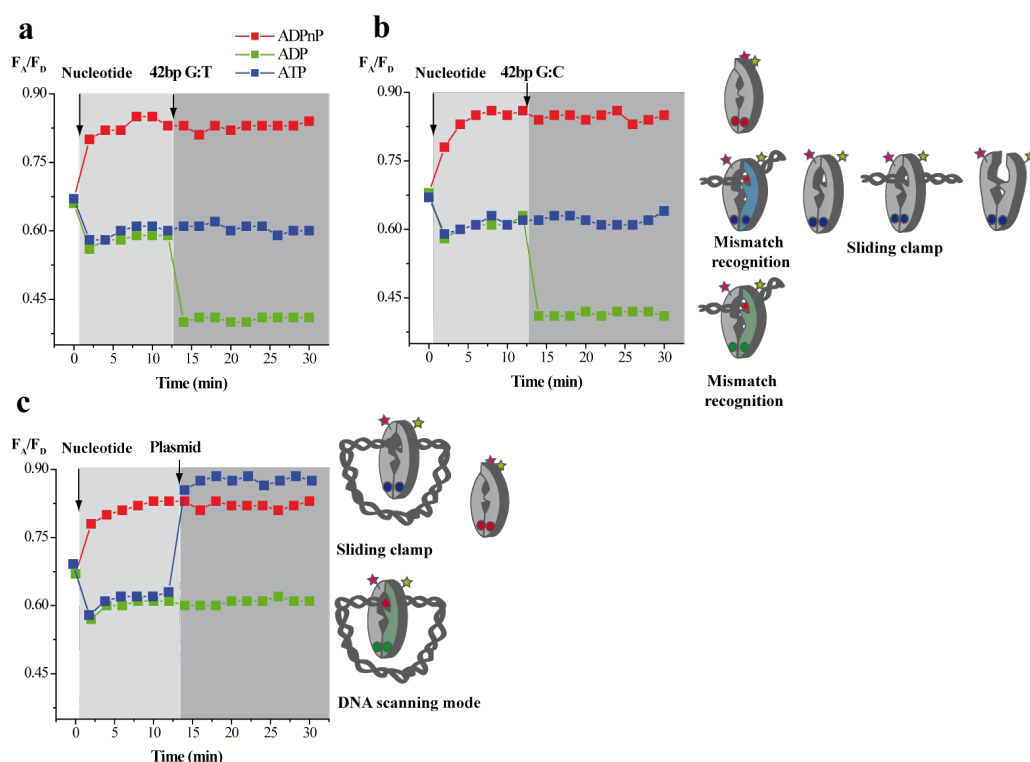 a
ADPnP
ADP
ATP
F_A/F_D
Nucleotide 42bp G:T
0.90
0.75
0.60
0.45
0 5 10 15 20 25 30
Time (min)
b
F_A/F_D
Nucleotide 42bp G:C
0.90
0.75
0.60
0.45
0 5 10 15 20 25 30
Time (min)
Mismatch
recognition
Sliding clamp
Mismatch
recognition
c
F_A/F_D
Nucleotide Plasmid
0.90
0.75
0.60
0.45
0 5 10 15 20 25 30
Time (min)
Sliding clamp
DNA scanning mode